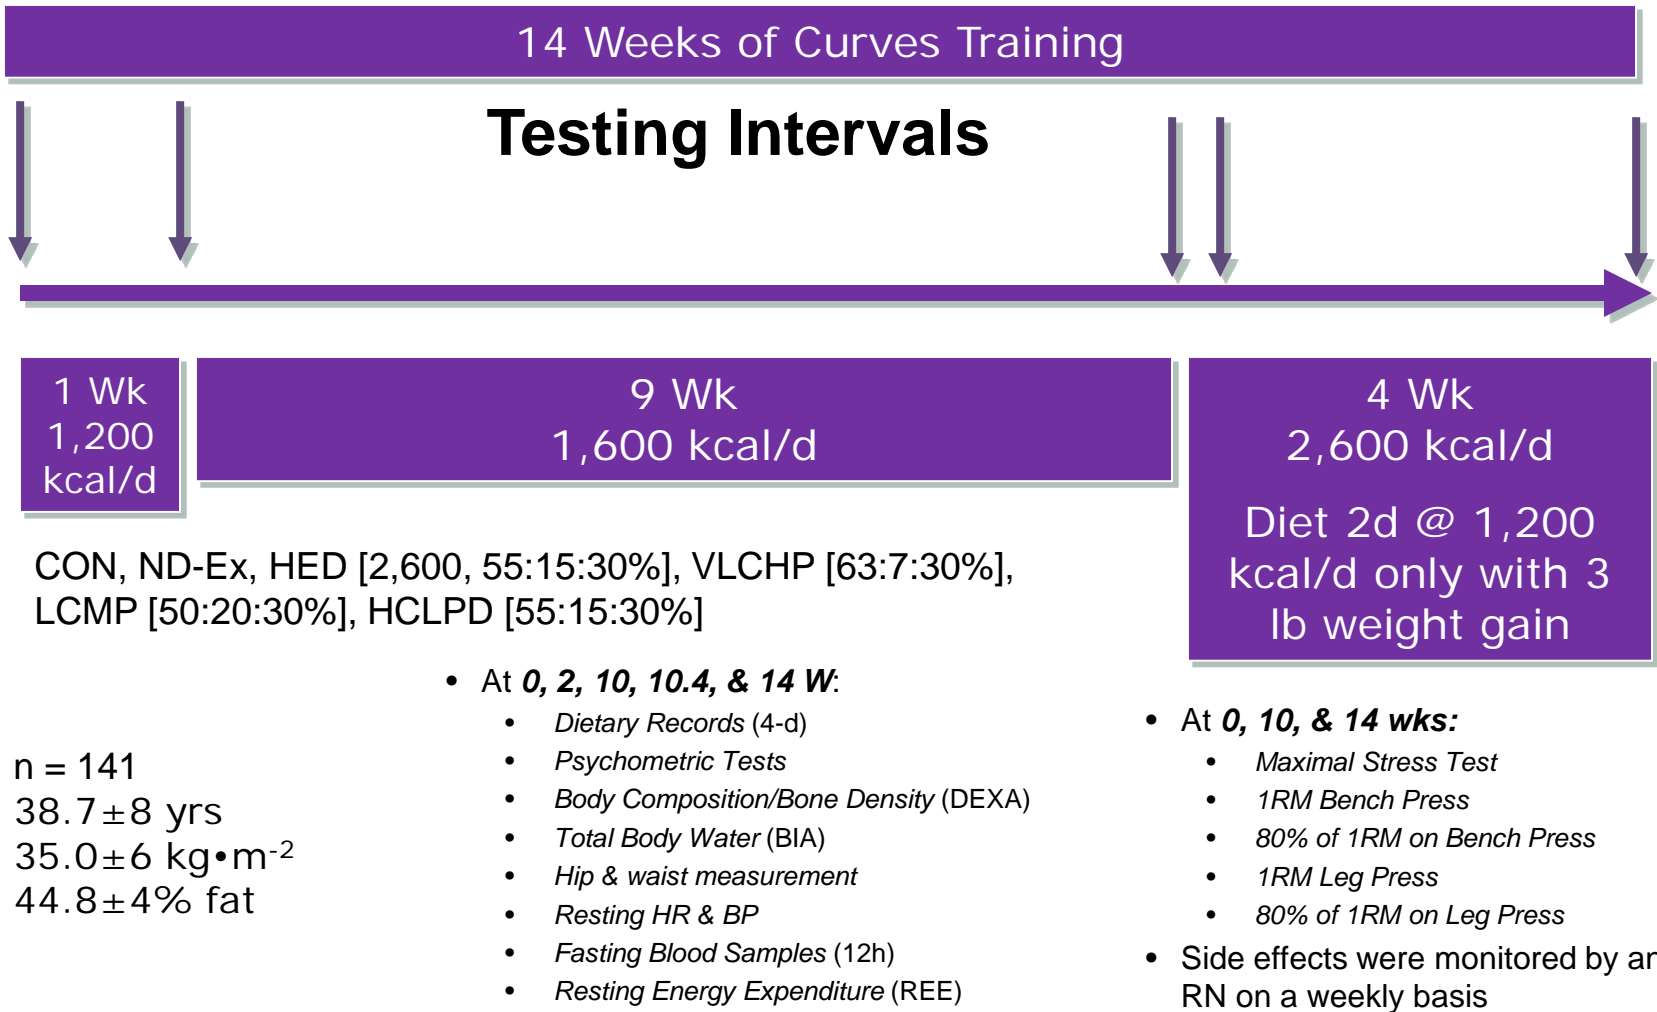 14 Weeks of Curves Training
Testing Intervals
1 Wk
1,200
kcal/d
9 Wk
1,600 kcal/d
4 Wk
2,600 kcal/d
Diet 2d @ 1,200
kcal/d only with 3
lb weight gain
CON, ND-Ex, HED [2,600, 55:15:30%], VLCHP [63:7:30%],
LCMP [50:20:30%], HCLPD [55:15:30%]
n = 141
38.7±8 yrs
35.0±6 kg•m-2
44.8±4% fat
• At 0, 2, 10, 10.4, & 14 W:
• Dietary Records (4-d)
• Psychometric Tests
• Body Composition/Bone Density (DEXA)
• Total Body Water (BIA)
• Hip & waist measurement
• Resting HR & BP
• Fasting Blood Samples (12h)
• Resting Energy Expenditure (REE)
• At 0, 10, & 14 wks:
• Maximal Stress Test
• 1RM Bench Press
• 80% of 1RM on Bench Press
• 1RM Leg Press
• 80% of 1RM on Leg Press
• Side effects were monitored by an
RN on a weekly basis